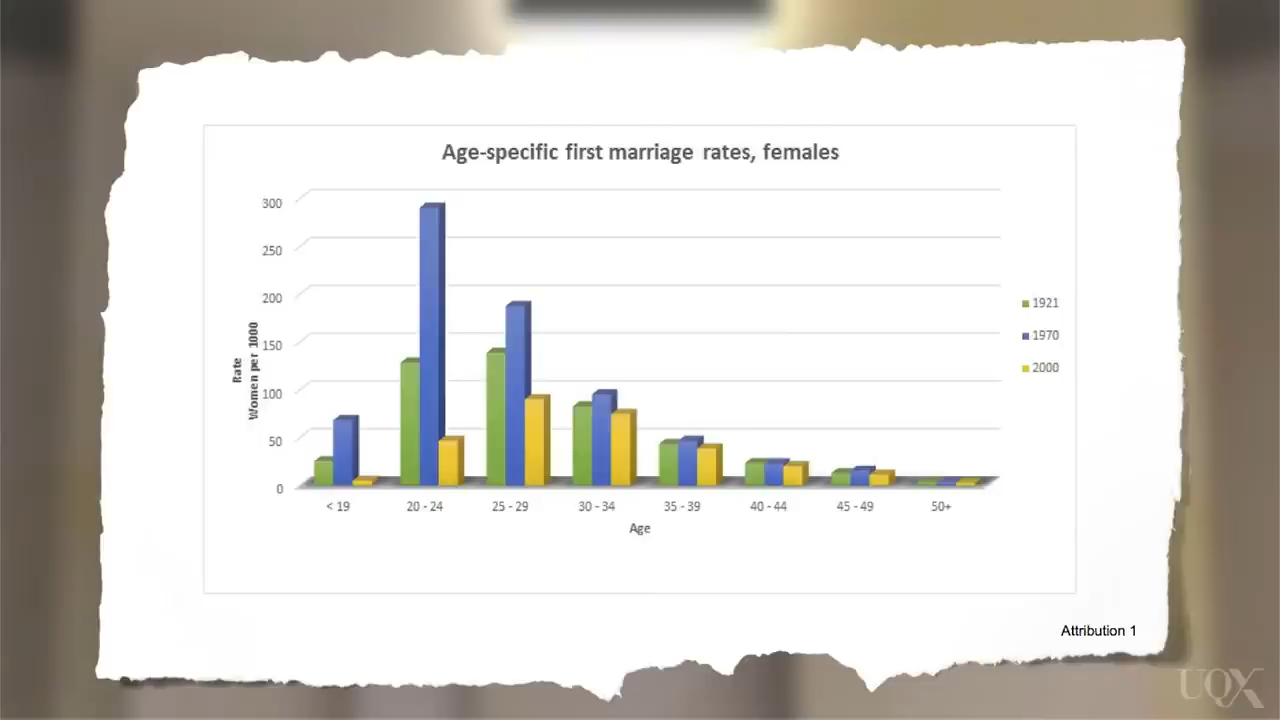 Age-specific first marriage rates, females
300
250
200
150
100
50
0
Rate
Women per 1000
< 19
20 - 24
25 - 29
30 - 34
35 - 39
40 - 44
45 - 49
50+
Age
1921
1970
2000
Attribution 1
UQX